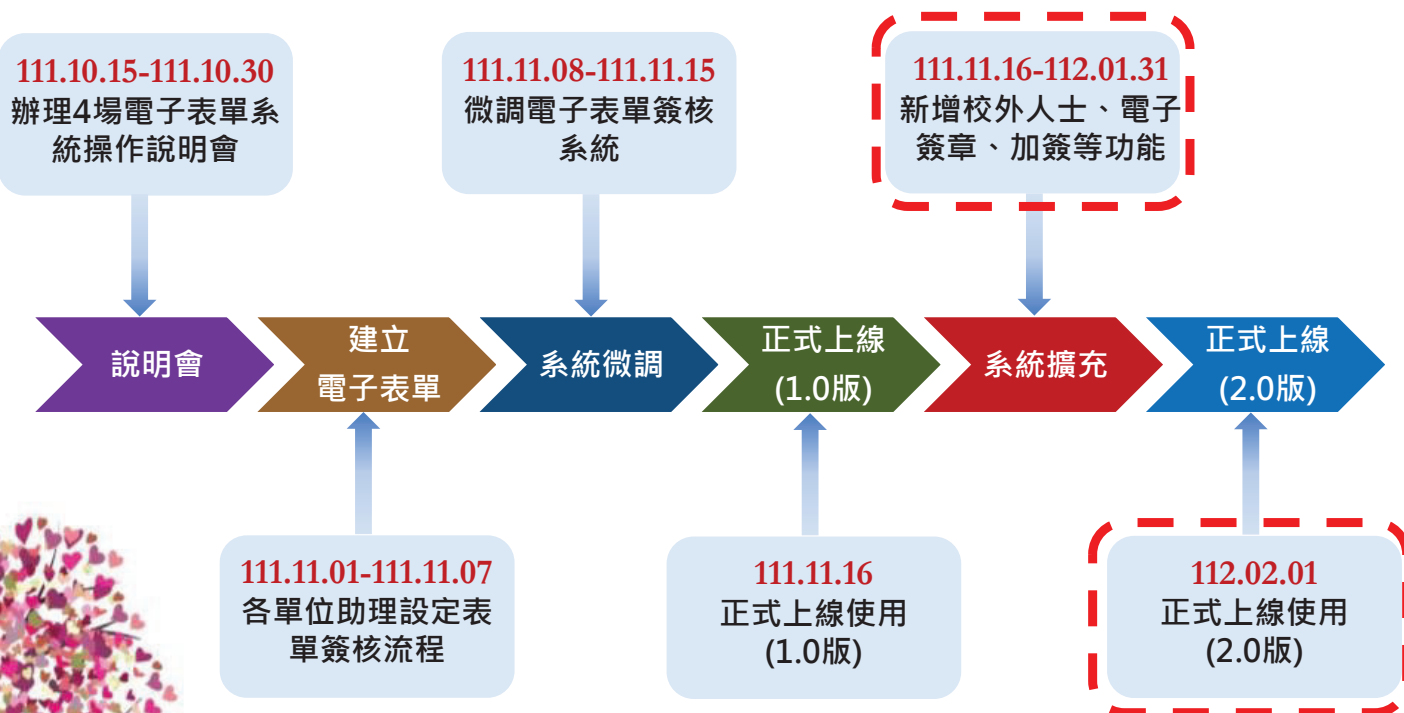 111.10.15-111.10.30
辦理4場電子表單系
統操作說明會
111.11.08-111.11.15
微調電子表單簽核
系統
111.11.16-112.01.31
新增校外人士、電子
簽章、加簽等功能
說明會
建立
電子表單
系統微調
正式上線
(1.0版)
系統擴充
正式上線
(2.0版)
111.11.01-111.11.07
各單位助理設定表
單簽核流程
111.11.16
正式上線使用
(1.0版)
112.02.01
正式上線使用
(2.0版)